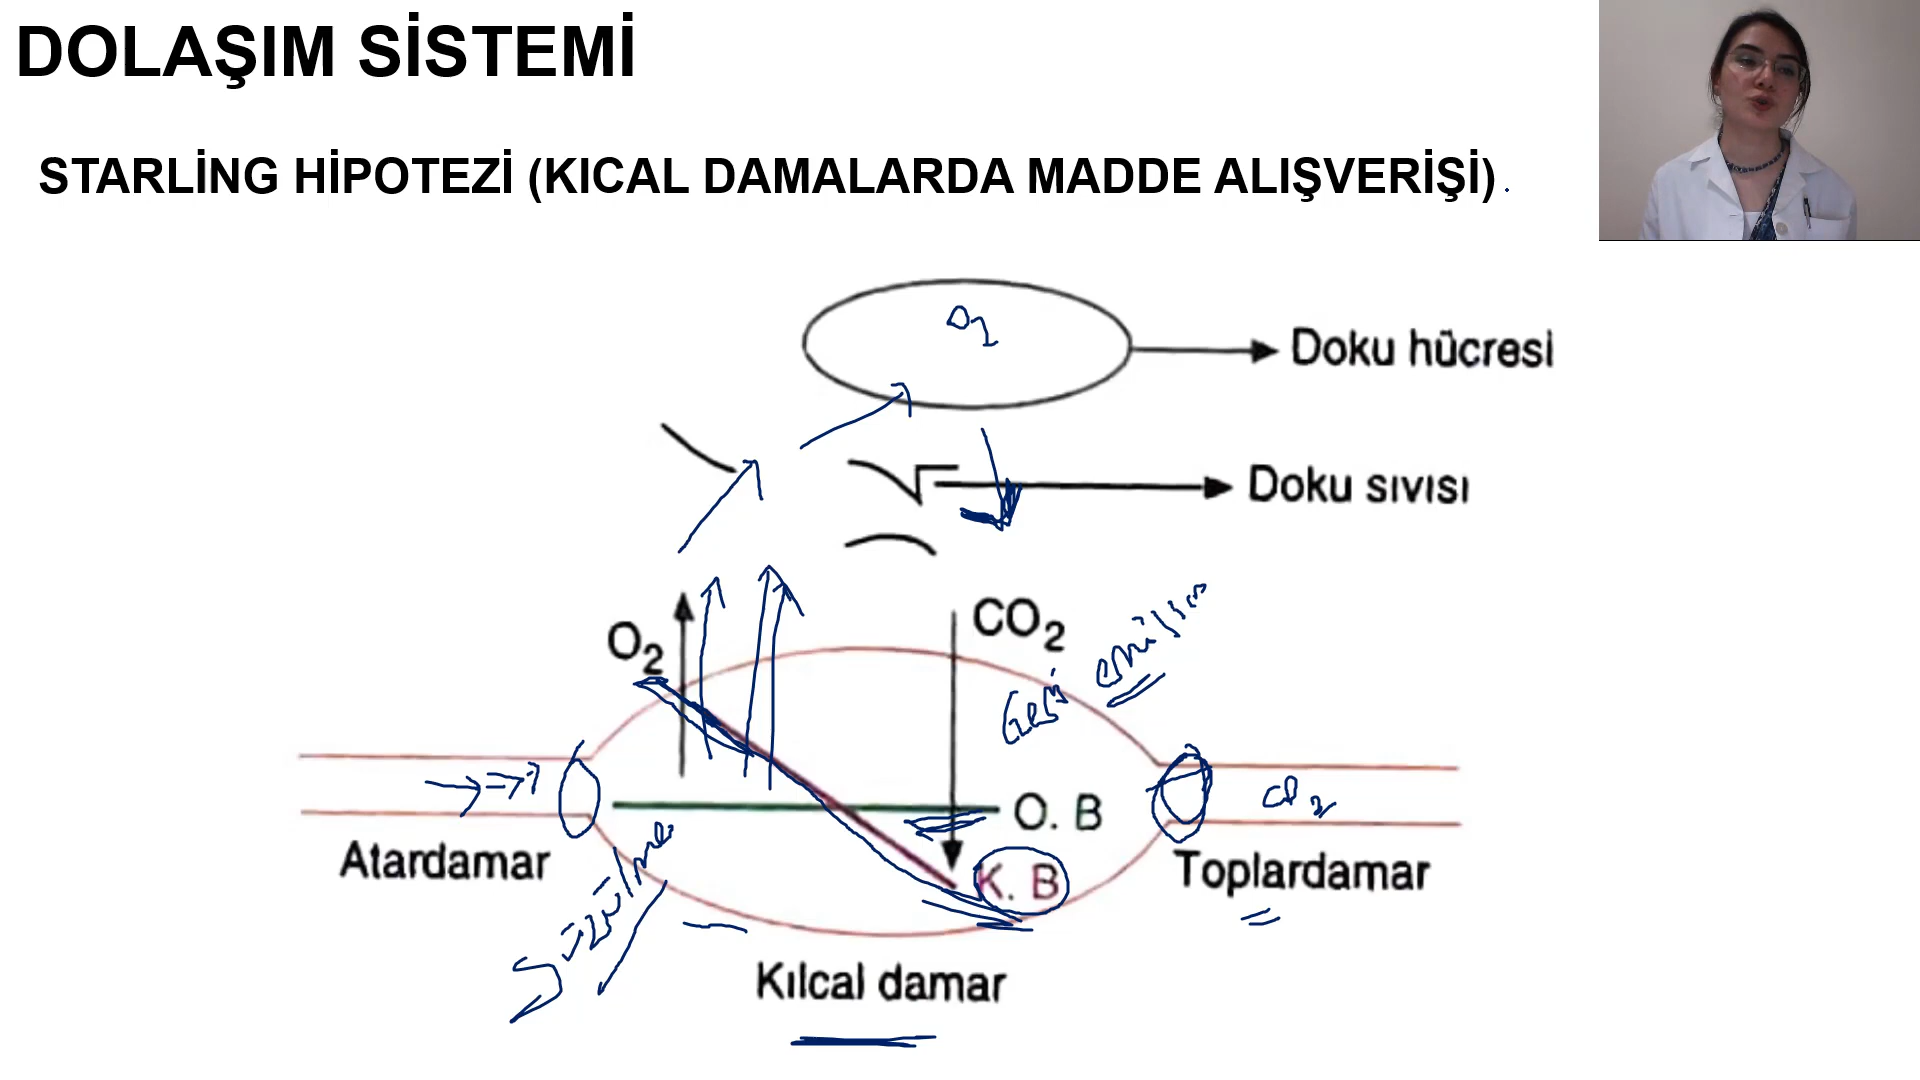 DOLAŞIM SİSTEMİ
STARLİNG HİPOTEZİ (KICAL DAMALARDA MADDE ALIŞVERİŞİ) .
O2
Doku hücresi
Doku sıvısı
O2
CO2
Geri emilim
O. B
CO2
K. B
Atardamar
Toplardamar
Süzülme
Kılcal damar